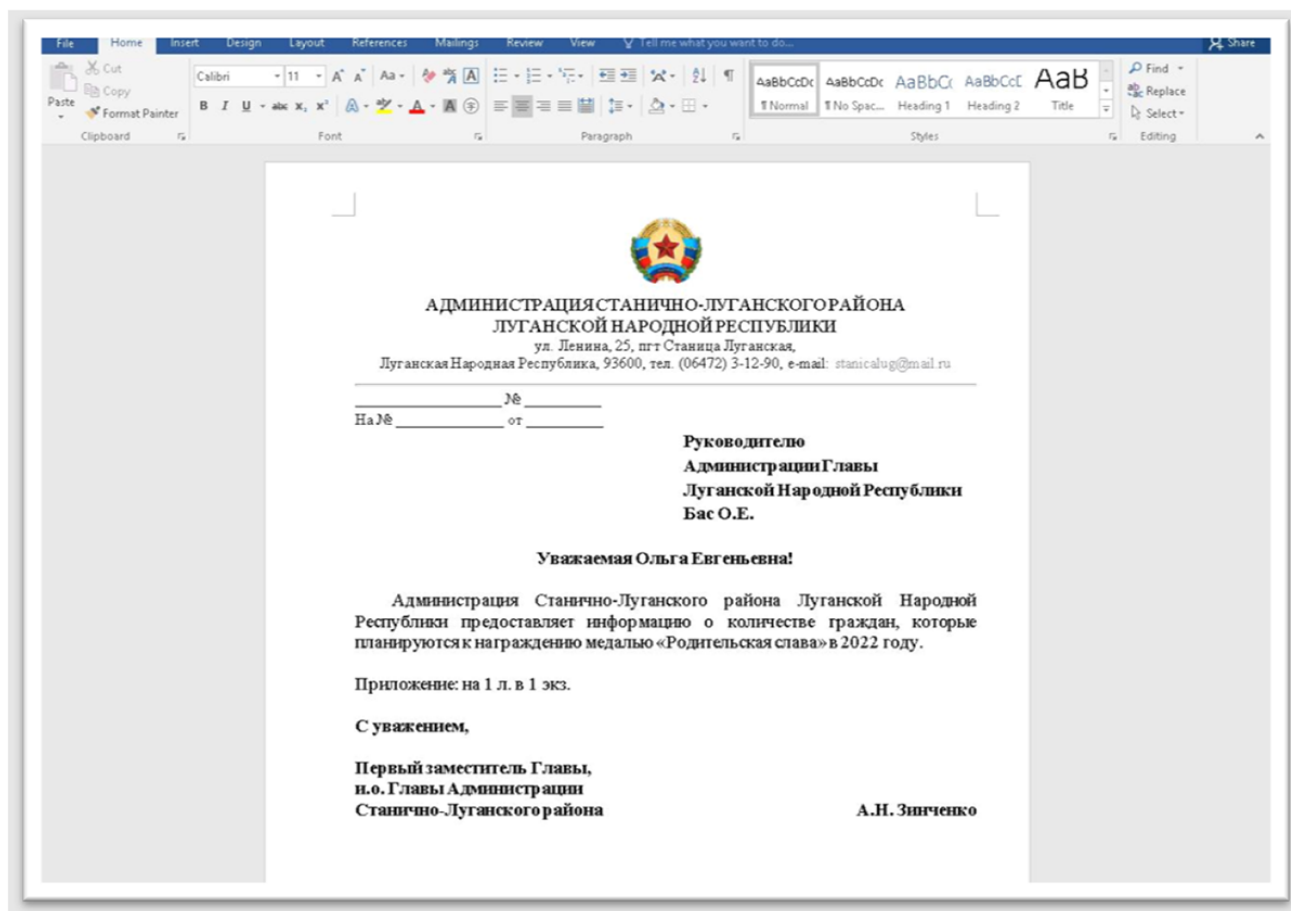 File Home Insert Design Layout References Mailings Review View Tell me what you want to do... Share
Cut
Copy
Paste
Format Painter
Calibri 11
Find
Replace
Select
AaBbCcDc AaBbCcDc AaBbC AaBbCcC AaB
¶ Normal ¶ No Spac... Heading 1 Heading 2 Title
Clipboard Font Paragraph Styles Editing
АДМИНИСТРАЦИЯ СТАНИЧНО-ЛУГАНСКОГО РАЙОНА
ЛУГАНСКОЙ НАРОДНОЙ РЕСПУБЛИКИ
ул. Ленина, 25, пгт Станица Луганская,
Луганская Народная Республика, 93600, тел. (06472) 3-12-90, e-mail: stanicalug@mail.ru
___________________ № __________
На № ______________ от __________
Руководителю
Администрации Главы
Луганской Народной Республики
Бас О.Е.
Уважаемая Ольга Евгеньевна!
Администрация Станично-Луганского района Луганской Народной
Республики предоставляет информацию о количестве граждан, которые
планируются к награждению медалью «Родительская слава» в 2022 году.
Приложение: на 1 л. в 1 экз.
С уважением,
Первый заместитель Главы,
и.о. Главы Администрации
Станично-Луганского района А.Н. Зинченко